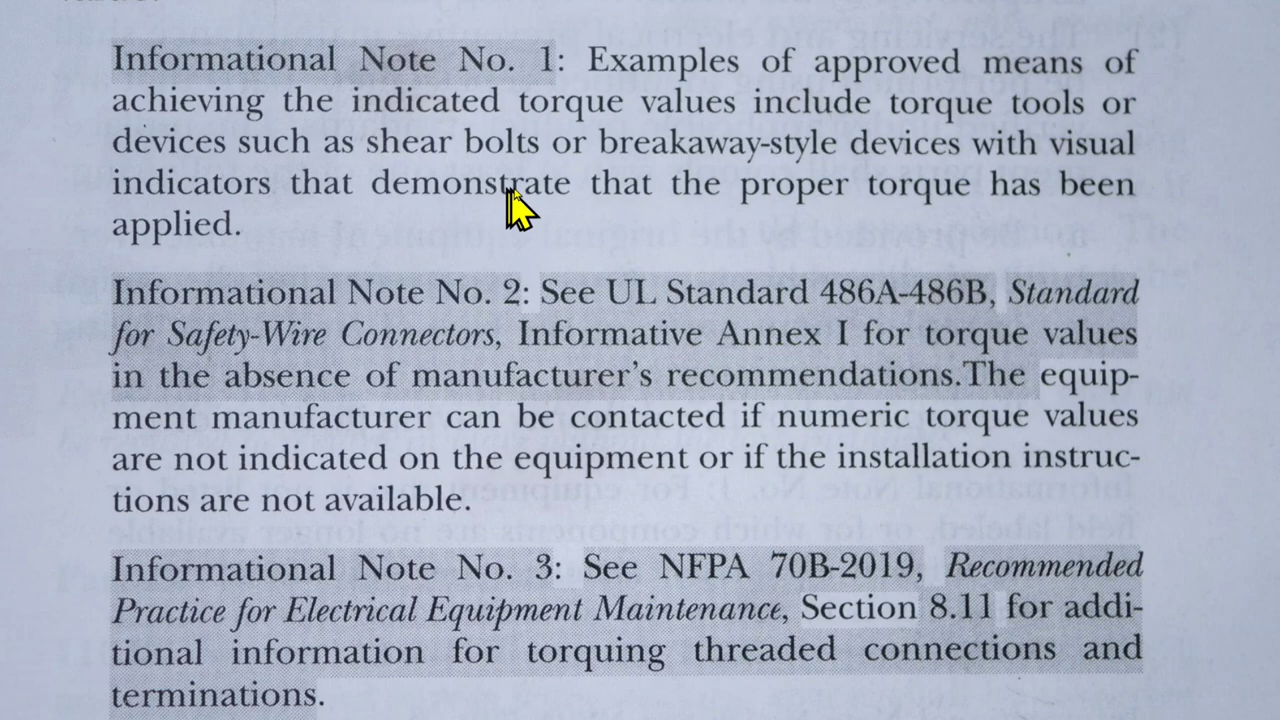 Informational Note No. 1: Examples of approved means of
achieving the indicated torque values include torque tools or
devices such as shear bolts or breakaway-style devices with visual
indicators that demonstrate that the proper torque has been
applied.
Informational Note No. 2: See UL Standard 486A-486B, Standard
for Safety-Wire Connectors, Informative Annex I for torque values
in the absence of manufacturer's recommendations.The equip-
ment manufacturer can be contacted if numeric torque values
are not indicated on the equipment or if the installation instruc-
tions are not available.
Informational Note No. 3: See NFPA 70B-2019, Recommended
Practice for Electrical Equipment Maintenance, Section 8.11 for addi-
tional information for torquing threaded connections and
terminations.